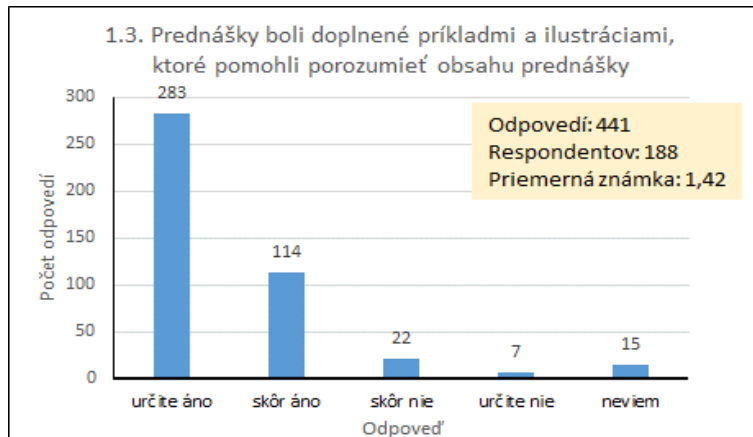 1.3. Prednášky boli doplnené príkladmi a ilustráciami,
ktoré pomohli porozumieť obsahu prednášky
Odpovedí: 441
Respondentov: 188
Priemerná známka: 1,42
Počet odpovedí
300
250
200
150
100
50
0
283
114
22
7
15
určite áno
skôr áno
skôr nie
určite nie
neviem
Odpoveď